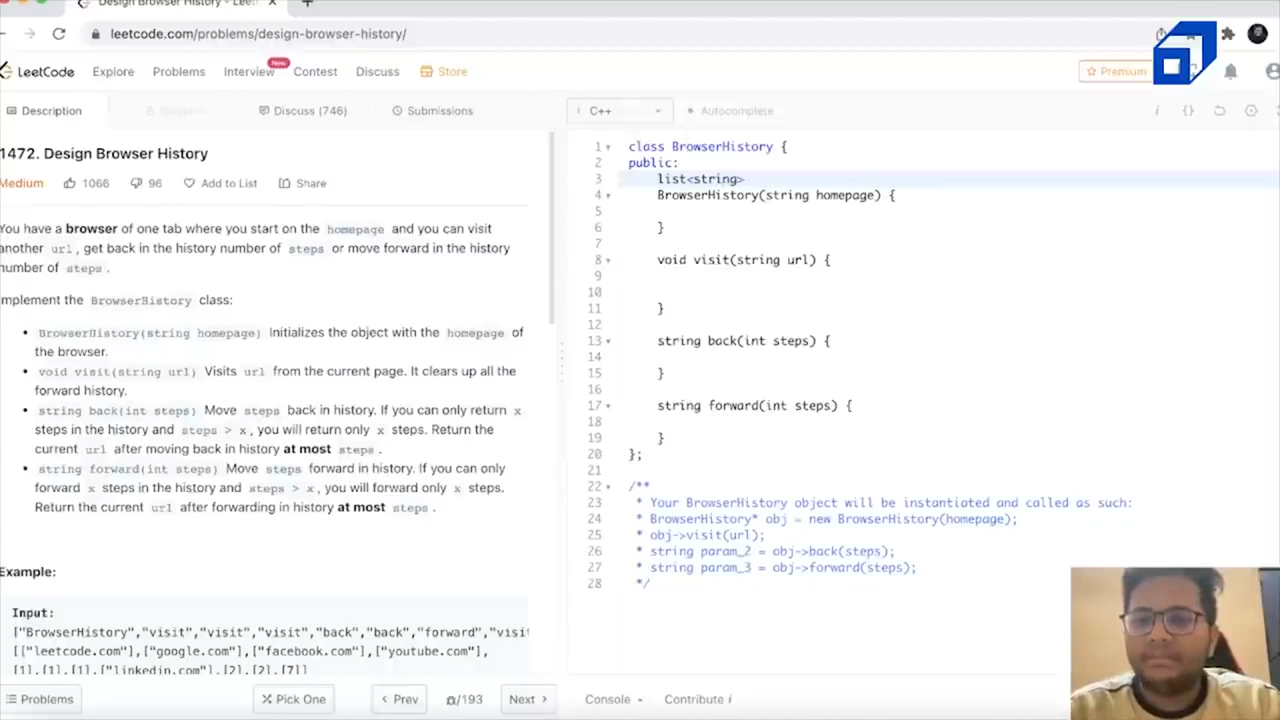 Design Browser History - Leet
leetcode.com/problems/design-browser-history/
LeetCode
Explore
Problems
Interview
New
Contest
Discuss
Store
Premium
Description
Discuss (746)
Submissions
i C++
Autocomplete
1472. Design Browser History
Medium
1066
96
Add to List
Share
You have a browser of one tab where you start on the homepage and you can visit
another url, get back in the history number of steps or move forward in the history
number of steps.
mplement the BrowserHistory class:
BrowserHistory(string homepage) Initializes the object with the homepage of
the browser.
void visit(string url) Visits url from the current page. It clears up all the
forward history.
string back(int steps) Move steps back in history. If you can only return x
steps in the history and steps > x, you will return only x steps. Return the
current url after moving back in history at most steps.
string forward(int steps) Move steps forward in history. If you can only
forward x steps in the history and steps > x, you will forward only x steps.
Return the current url after forwarding in history at most steps.
Example:
Input:
["BrowserHistory","visit","visit","visit","back","back","forward","visit
[["leetcode.com"],["google.com"],["facebook.com"],["youtube.com"],
[1],[1],[1],["linkedin.com"],[2],[2],[7]]
Problems
Pick One
< Prev
/193
Next >
1 class BrowserHistory {
2 public:
3 list<string>
4 BrowserHistory(string homepage) {
5
6 }
7
8 void visit(string url) {
9
10
11 }
12
13 string back(int steps) {
14
15 }
16
17 string forward(int steps) {
18
19 }
20 };
21
22 /**
23 * Your BrowserHistory object will be instantiated and called as such:
24 * BrowserHistory* obj = new BrowserHistory(homepage);
25 * obj->visit(url);
26 * string param_2 = obj->back(steps);
27 * string param_3 = obj->forward(steps);
28 */
Console
Contribute i